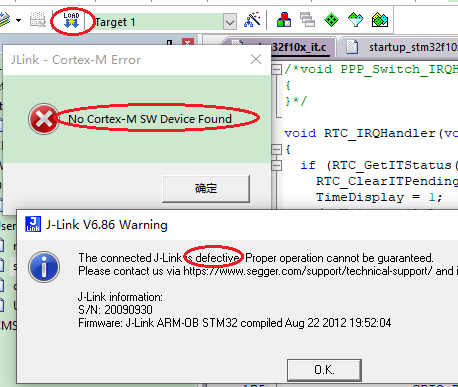 LOAD
Target 1
m32f10x_it.c
startup_stm32f10x
JLink - Cortex-M Error
No Cortex-M SW Device Found
确定
/*void PPP_Switch_IRQH
{
}*/
void RTC_IRQHandler(vo
{
if (RTC_GetITStatus(
RTC_ClearITPending
TimeDisplay = 1;
J-Link V6.86 Warning
The connected J-Link is defective. Proper operation cannot be guaranteed.
Please contact us via https://www.segger.com/support/technical-support/ and i
J-Link information:
S/N: 20090930
Firmware: J-Link ARM-OB STM32 compiled Aug 22 2012 19:52:04
O.K.
CMS